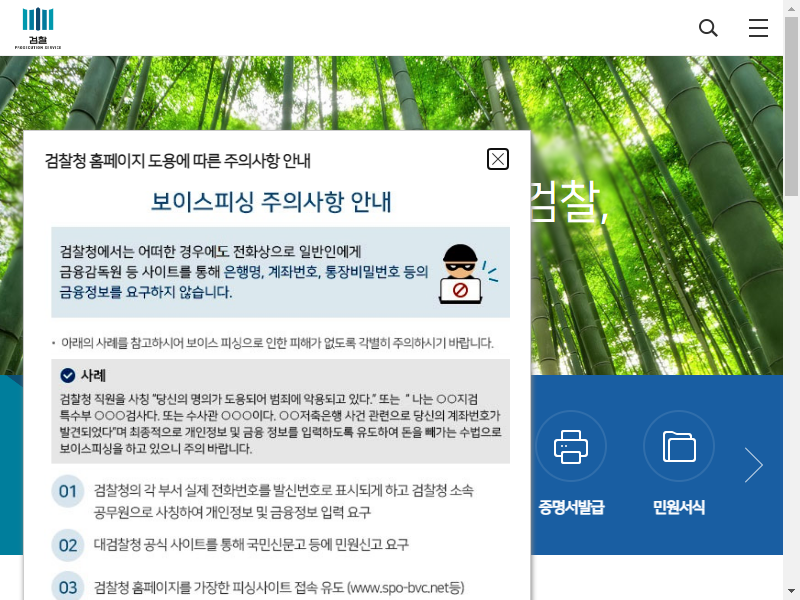 검찰
PROSECUTION SERVICE
검찰,
검찰청 홈페이지 도용에 따른 주의사항 안내
보이스피싱 주의사항 안내
검찰청에서는 어떠한 경우에도 전화상으로 일반인에게
금융감독원 등 사이트를 통해 은행명, 계좌번호, 통장비밀번호 등의
금융정보를 요구하지 않습니다.
· 아래의 사례를 참고하시어 보이스 피싱으로 인한 피해가 없도록 각별히 주의하시기 바랍니다.
사례
검찰청 직원을 사칭 "당신의 명의가 도용되어 범죄에 악용되고 있다." 또는 " 나는 ○○지검
특수부 ○○○검사다. 또는 수사관 ○○○이다. ○○저축은행 사건 관련으로 당신의 계좌번호가
발견되었다"며 최종적으로 개인정보 및 금융 정보를 입력하도록 유도하여 돈을 빼가는 수법으로
보이스피싱을 하고 있으니 주의 바랍니다.
01 검찰청의 각 부서 실제 전화번호를 발신번호로 표시되게 하고 검찰청 소속
공무원으로 사칭하여 개인정보 및 금융정보 입력 요구
02 대검찰청 공식 사이트를 통해 국민신문고 등에 민원신고 요구
03 검찰청 홈페이지를 가장한 피싱사이트 접속 유도 (www.spo-bvc.net등)
증명서발급
민원서식